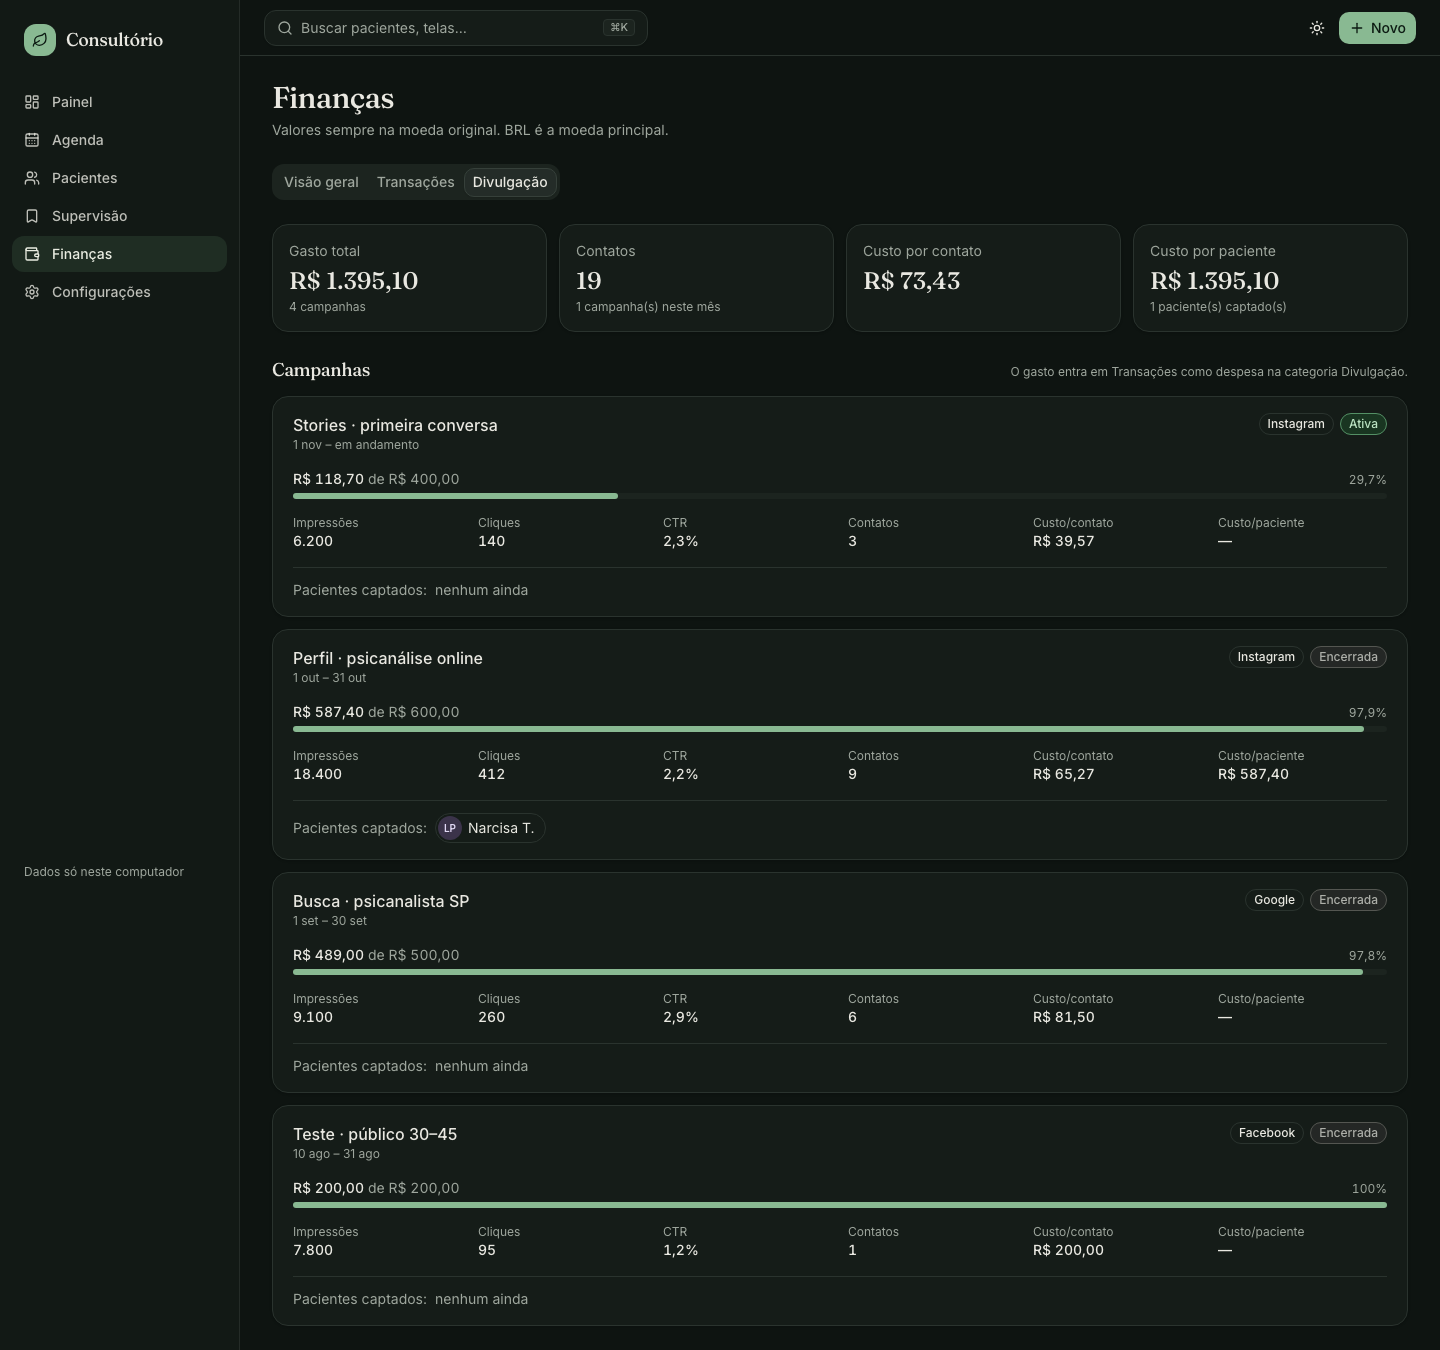 Consultório
Buscar pacientes, telas...
⌘K
Novo
Painel
Agenda
Pacientes
Supervisão
Finanças
Configurações
Dados só neste computador
Finanças
Valores sempre na moeda original. BRL é a moeda principal.
Visão geral
Transações
Divulgação
Gasto total
R$ 1.395,10
4 campanhas
Contatos
19
1 campanha(s) neste mês
Custo por contato
R$ 73,43
Custo por paciente
R$ 1.395,10
1 paciente(s) captado(s)
Campanhas
O gasto entra em Transações como despesa na categoria Divulgação.
Stories · primeira conversa
Instagram
Ativa
1 nov – em andamento
R$ 118,70 de R$ 400,00
29,7%
Impressões
6.200
Cliques
140
CTR
2,3%
Contatos
3
Custo/contato
R$ 39,57
Custo/paciente
—
Pacientes captados: nenhum ainda
Perfil · psicanálise online
Instagram
Encerrada
1 out – 31 out
R$ 587,40 de R$ 600,00
97,9%
Impressões
18.400
Cliques
412
CTR
2,2%
Contatos
9
Custo/contato
R$ 65,27
Custo/paciente
R$ 587,40
Pacientes captados: LP Narcisa T.
Busca · psicanalista SP
Google
Encerrada
1 set – 30 set
R$ 489,00 de R$ 500,00
97,8%
Impressões
9.100
Cliques
260
CTR
2,9%
Contatos
6
Custo/contato
R$ 81,50
Custo/paciente
—
Pacientes captados: nenhum ainda
Teste · público 30–45
Facebook
Encerrada
10 ago – 31 ago
R$ 200,00 de R$ 200,00
100%
Impressões
7.800
Cliques
95
CTR
1,2%
Contatos
1
Custo/contato
R$ 200,00
Custo/paciente
—
Pacientes captados: nenhum ainda